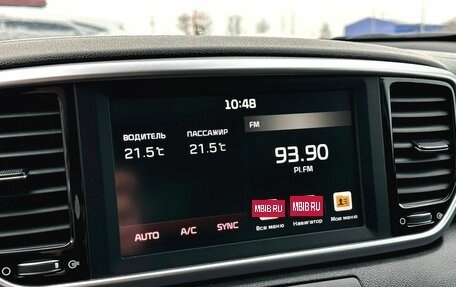 10:48
ВОДИТЕЛЬ ПАССАЖИР
21.5°c 21.5°c
AUTO A/C SYNC
FM
93.90
PI.FM
MBIB.RU MBIB.RU
Все меню Навигатор Мое меню